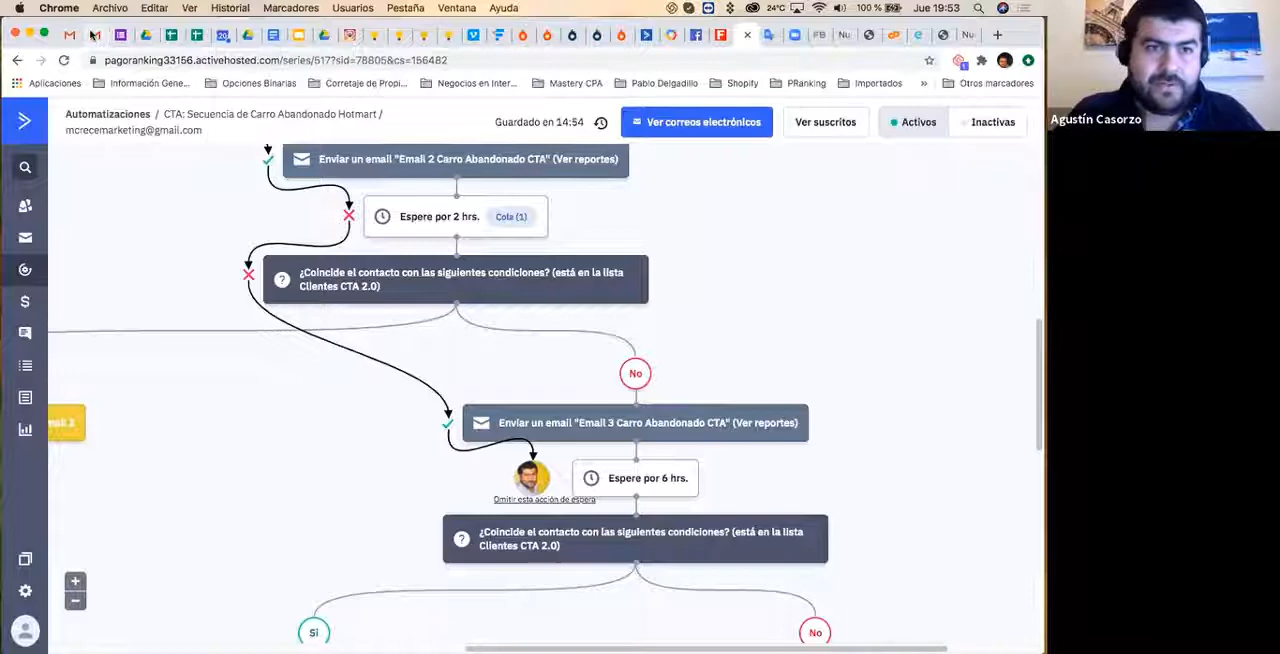 Chrome Archivo Editar Ver Historial Marcadores Usuarios Pestaña Ventana Ayuda 24°C 100 % Jue 19:53
20 FB Nu Nu
pagoranking33156.activehosted.com/series/617?sid=78805&cs=156482
Aplicaciones Información Gene... Opciones Binarias Corretaje de Propi... Negocios en Inter... Mastery CPA Pablo Delgadillo Shopify PRanking Importados » Otros marcadores
Automatizaciones / CTA: Secuencia de Carro Abandonado Hotmart /
mcrecemarketing@gmail.com
Guardado en 14:54
Ver correos electrónicos
Ver suscritos
Activos
Inactivas
Agustín Casorzo
Enviar un email "Email 2 Carro Abandonado CTA" (Ver reportes)
Espere por 2 hrs. Cola (1)
¿Coincide el contacto con las siguientes condiciones? (está en la lista
Clientes CTA 2.0)
No
Enviar un email "Email 3 Carro Abandonado CTA" (Ver reportes)
Espere por 6 hrs.
Omitir esta acción de espera
¿Coincide el contacto con las siguientes condiciones? (está en la lista
Clientes CTA 2.0)
Si
No